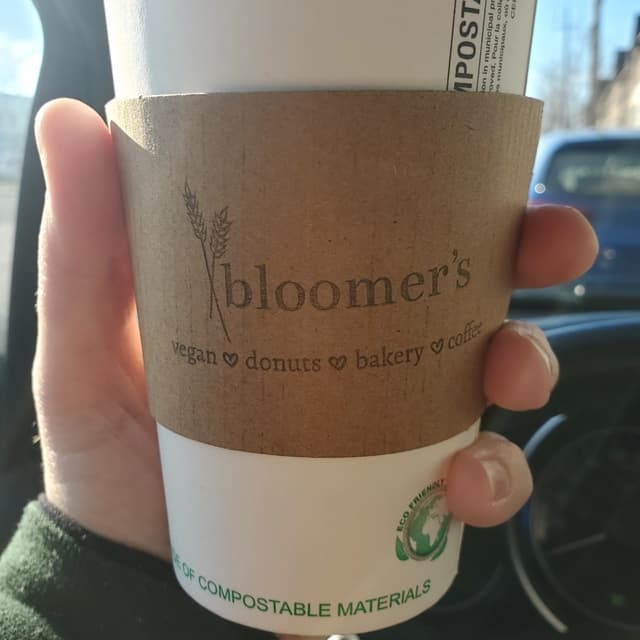 bloomer's
vegan donuts bakery coffee
ECO FRIENDLY
OF COMPOSTABLE MATERIALS